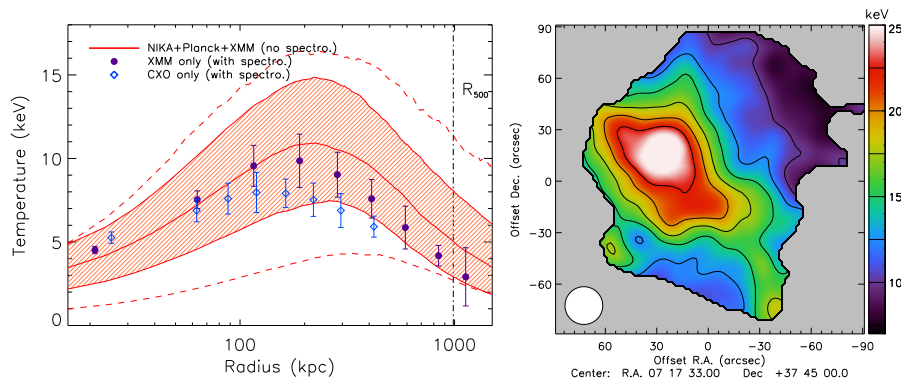 NIKA+Planck+XMM (no spectro.)
XMM only (with spectro.)
CXO only (with spectro.)
R500
Temperature (keV)
15
10
5
0
100
1000
Radius (kpc)
keV
25
20
15
10
90
60
30
0
-30
-60
Offset Dec. (arcsec)
60
30
0
-30
-60
-90
Offset R.A. (arcsec)
Center: R.A. 07 17 33.00 Dec +37 45 00.0